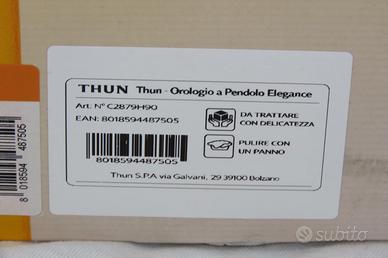 THUN Thun - Orologio a Pendolo Elegance
Art. N° C2879H90
EAN: 8018594487505
8018594487505
DA TRATTARE
CON DELICATEZZA
PULIRE CON
UN PANNO
Thun S.P.A via Galvani, 29 39100 Bolzano
8 018594 487505
subito